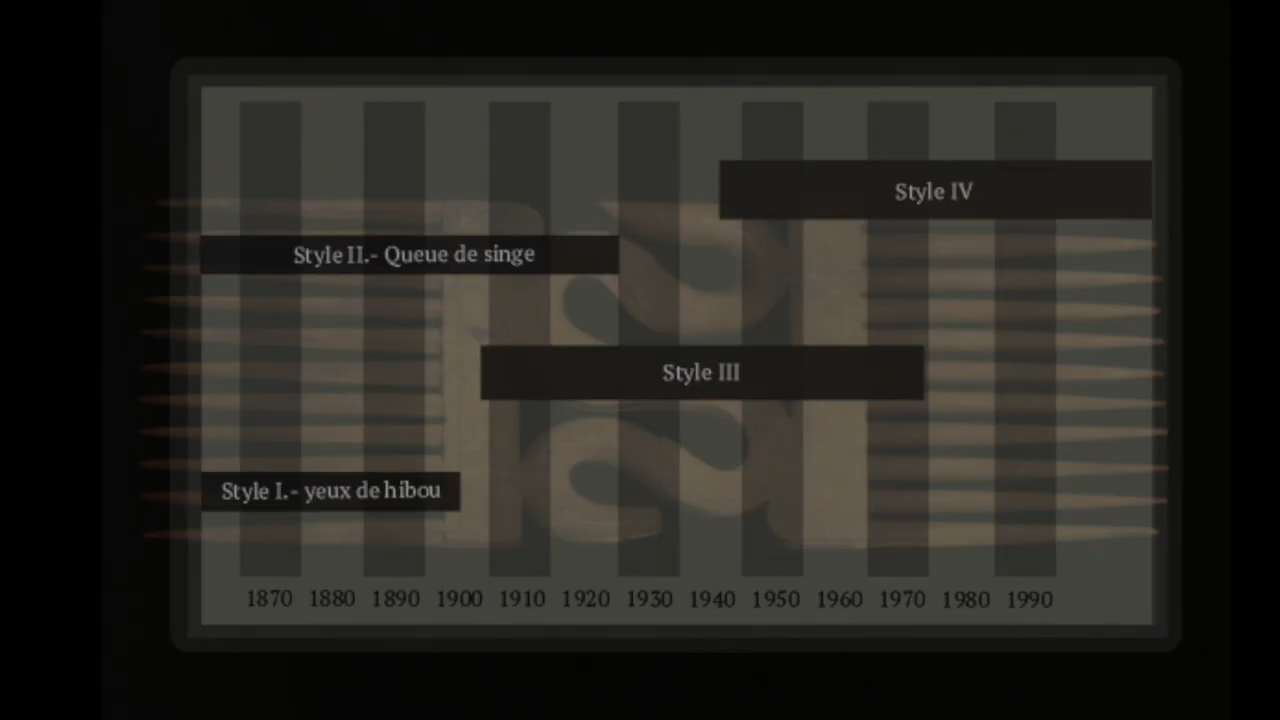 Style IV
Style II.- Queue de singe
Style III
Style I.- yeux de hibou
1870 1880 1890 1900 1910 1920 1930 1940 1950 1960 1970 1980 1990